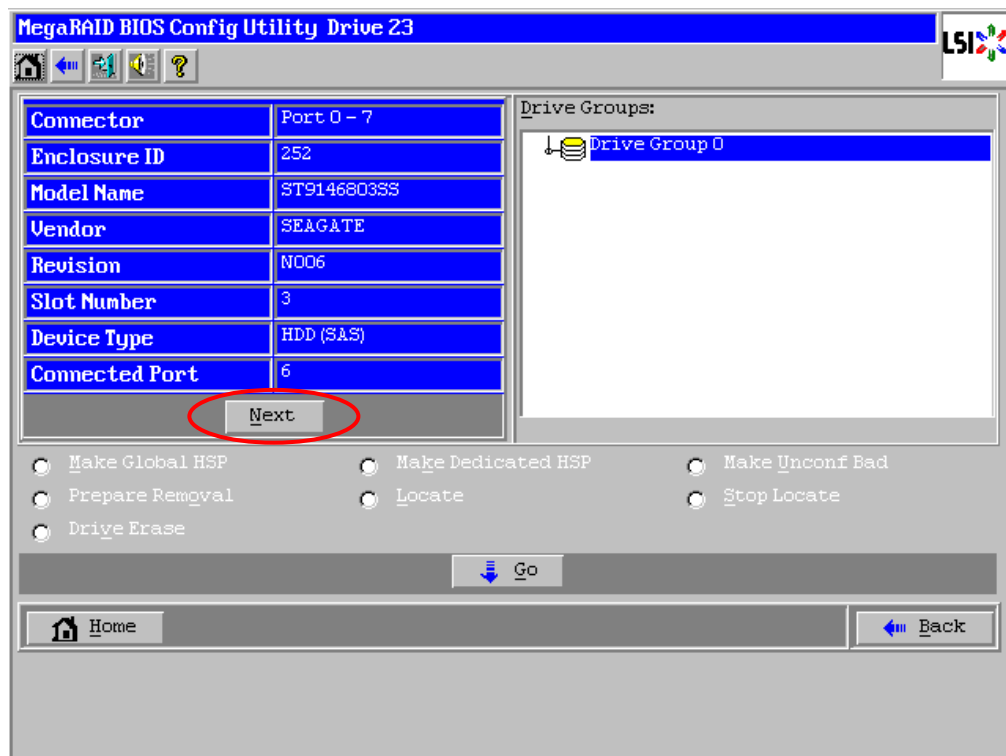 MegaRAID BIOS Config Utility Drive 23
LSI
Connector Port 0 - 7
Enclosure ID 252
Model Name ST9146803SS
Vendor SEAGATE
Revision N006
Slot Number 3
Device Type HDD (SAS)
Connected Port 6
Next
Drive Groups:
Drive Group 0
Make Global HSP Make Dedicated HSP Make Unconf Bad
Prepare Removal Locate Stop Locate
Drive Erase
Go
Home Back